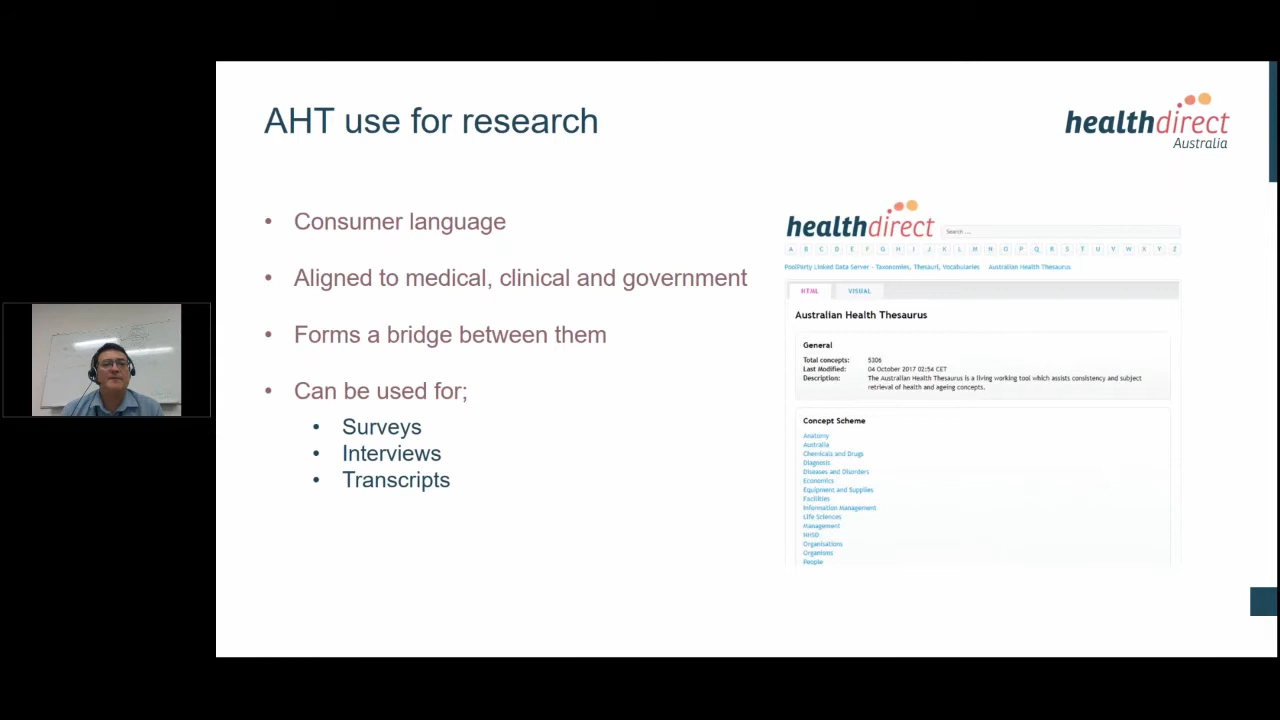 AHT use for research
healthdirect
Australia
• Consumer language
• Aligned to medical, clinical and government
• Forms a bridge between them
• Can be used for;
• Surveys
• Interviews
• Transcripts
healthdirect
Search ...
A B C D E F G H I J K L M N O P Q R S T U V W X Y Z
PoolParty Linked Data Server - Taxonomies, Thesauri, Vocabularies Australian Health Thesaurus
HTML VISUAL
Australian Health Thesaurus
General
Total concepts: 5306
Last Modified: 04 October 2017 02:54 CET
Description: The Australian Health Thesaurus is a living working tool which assists consistency and subject
retrieval of health and ageing concepts.
Concept Scheme
Anatomy
Australia
Chemicals and Drugs
Diagnosis
Diseases and Disorders
Economics
Equipment and Supplies
Facilities
Information Management
Life Sciences
Management
NHSD
Organisations
Organisms
People